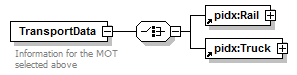 TransportData
pidx:Rail
pidx:Truck
Information for the MOT
selected above